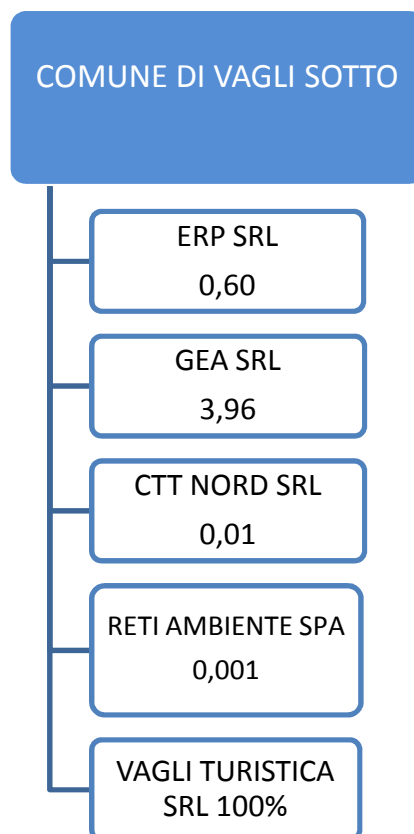 COMUNE DI VAGLI SOTTO
ERP SRL
0,60
GEA SRL
3,96
CTT NORD SRL
0,01
RETI AMBIENTE SPA
0,001
VAGLI TURISTICA
SRL 100%